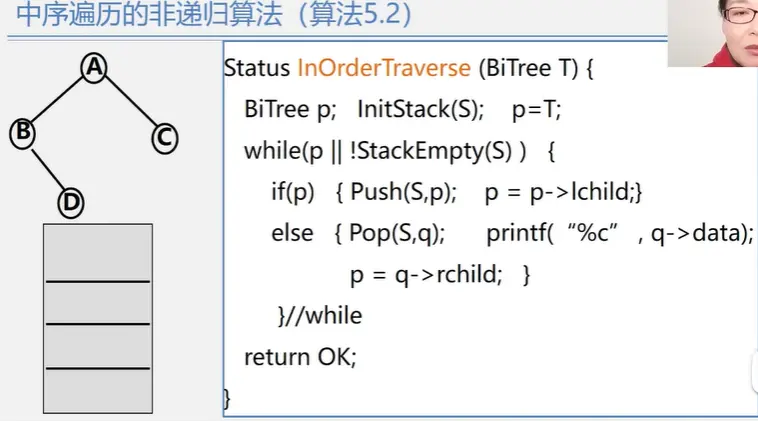 中序遍历的非递归算法（算法5.2）
A
B
C
D
Status InOrderTraverse (BiTree T) {
BiTree p; InitStack(S); p=T;
while(p || !StackEmpty(S) ) {
if(p) { Push(S,p); p = p->lchild;}
else { Pop(S,q); printf(“%c” , q->data);
p = q->rchild; }
}//while
return OK;
}